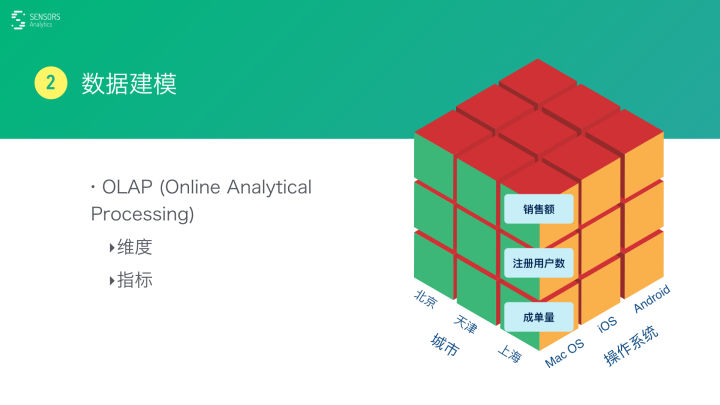 SENSORS
Analytics
2 数据建模
· OLAP (Online Analytical
Processing)
维度
指标
销售额
注册用户数
成单量
北京
天津
上海
城市
Mac OS
iOS
Android
操作系统